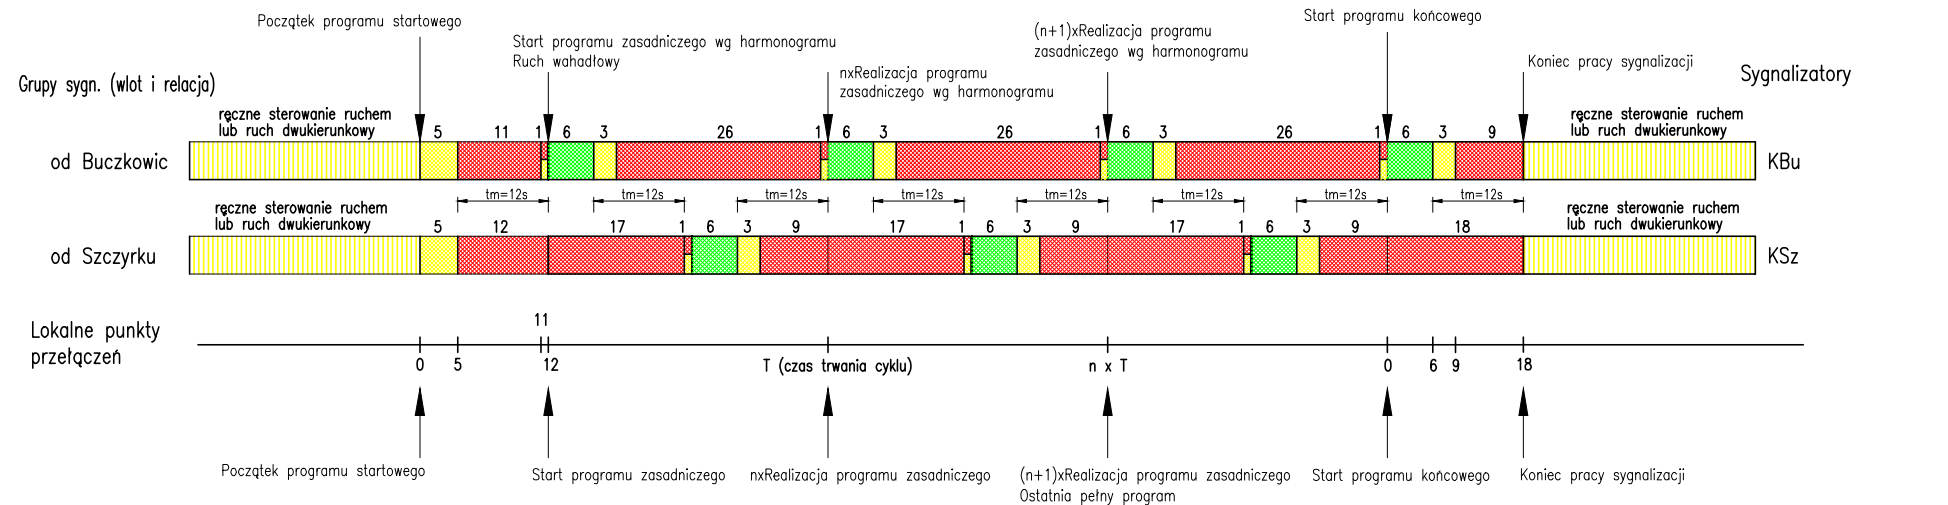 Początek programu startowego
Start programu zasadniczego wg harmonogramu
Ruch wahadłowy
nxRealizacja programu
zasadniczego wg harmonogramu
(n+1)xRealizacja programu
zasadniczego wg harmonogramu
Start programu końcowego
Koniec pracy sygnalizacji
Sygnalizatory
Grupy sygn. (wlot i relacja)
ręczne sterowanie ruchem
lub ruch dwukierunkowy
5 11 1 6 3 26 1 6 3 26 1 6 3 26 1 6 3 9
ręczne sterowanie ruchem
lub ruch dwukierunkowy
od Buczkowic
KBu
tm=12s tm=12s tm=12s tm=12s tm=12s tm=12s tm=12s tm=12s
ręczne sterowanie ruchem
lub ruch dwukierunkowy
5 12 17 1 6 3 9 17 1 6 3 9 17 1 6 3 9 18
ręczne sterowanie ruchem
lub ruch dwukierunkowy
od Szczyrku
KSz
Lokalne punkty
przełączeń
11
0 5 12 T (czas trwania cyklu) n x T 0 6 9 18
Początek programu startowego
Start programu zasadniczego
nxRealizacja programu zasadniczego
(n+1)xRealizacja programu zasadniczego
Ostatnia pełny program
Start programu końcowego
Koniec pracy sygnalizacji